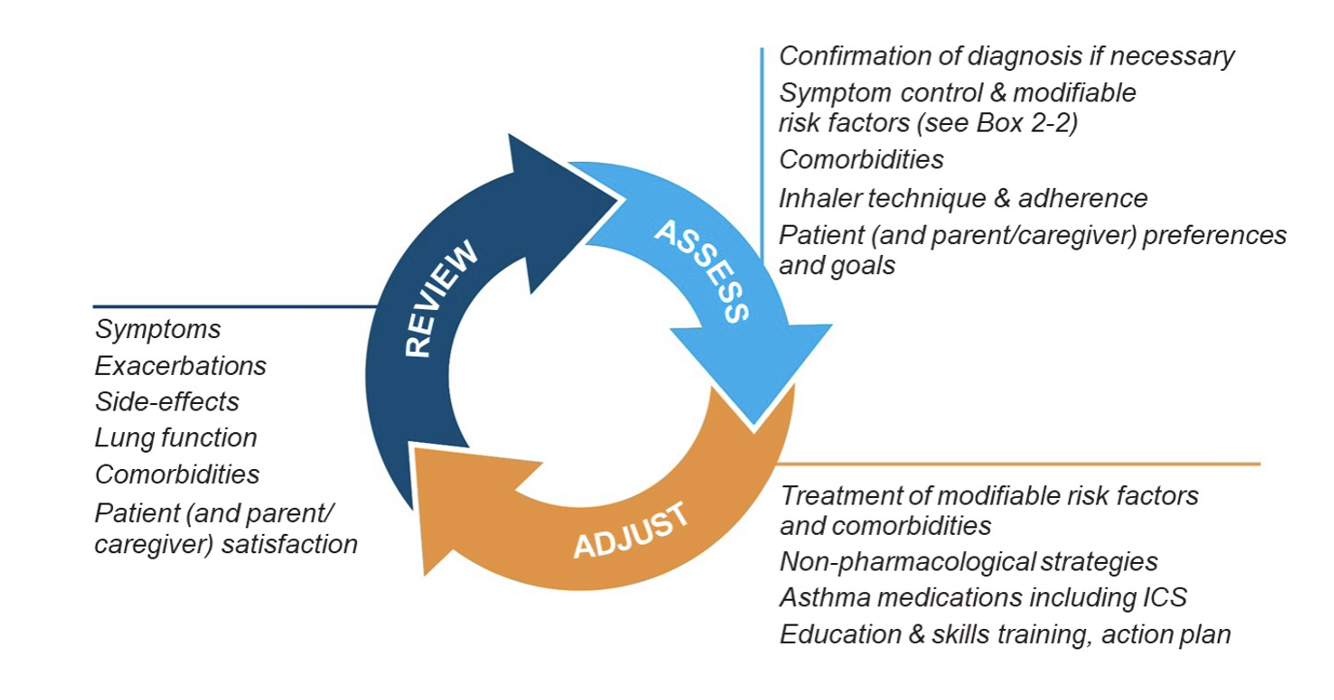 Confirmation of diagnosis if necessary
Symptom control & modifiable
risk factors (see Box 2-2)
Comorbidities
Inhaler technique & adherence
Patient (and parent/caregiver) preferences
and goals
ASSESS
REVIEW
Symptoms
Exacerbations
Side-effects
Lung function
Comorbidities
Patient (and parent/
caregiver) satisfaction
ADJUST
Treatment of modifiable risk factors
and comorbidities
Non-pharmacological strategies
Asthma medications including ICS
Education & skills training, action plan